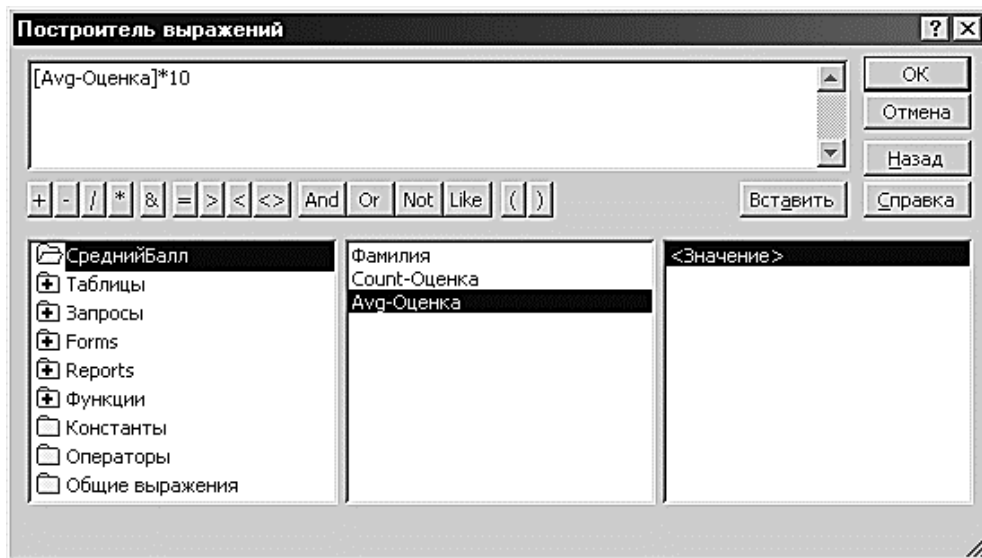 Построитель выражений ? X
[Avg-Оценка]*10
ОК
Отмена
Назад
+ - / * & = > < <> And Or Not Like ( ) Вставить Справка
СреднийБалл
Таблицы
Запросы
Forms
Reports
Функции
Константы
Операторы
Общие выражения
Фамилия
Count-Оценка
Avg-Оценка
<Значение>